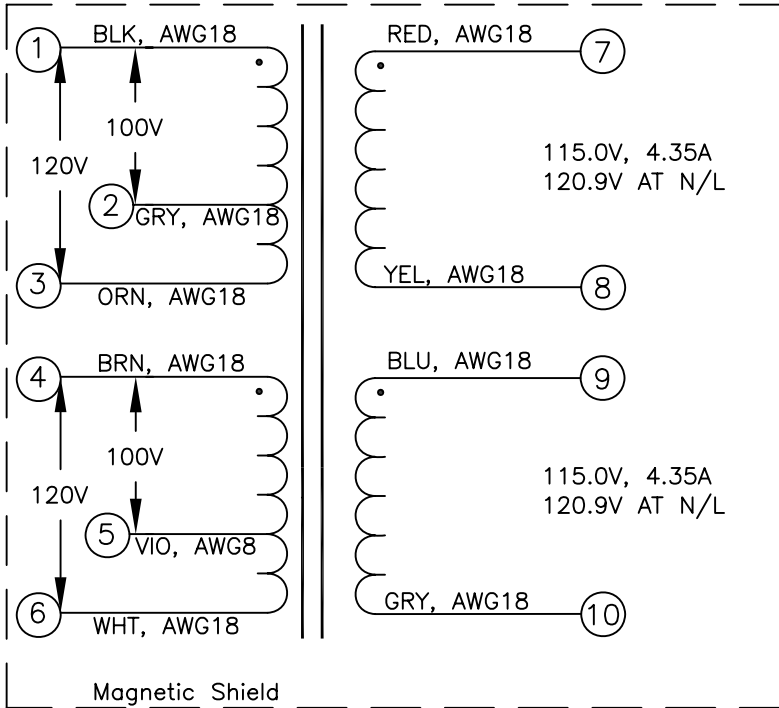 1
BLK, AWG18
100V
120V
2
GRY, AWG18
3
ORN, AWG18
4
BRN, AWG18
100V
120V
5
VIO, AWG8
6
WHT, AWG18
RED, AWG18
7
115.0V, 4.35A
120.9V AT N/L
YEL, AWG18
8
BLU, AWG18
9
115.0V, 4.35A
120.9V AT N/L
GRY, AWG18
10
Magnetic Shield